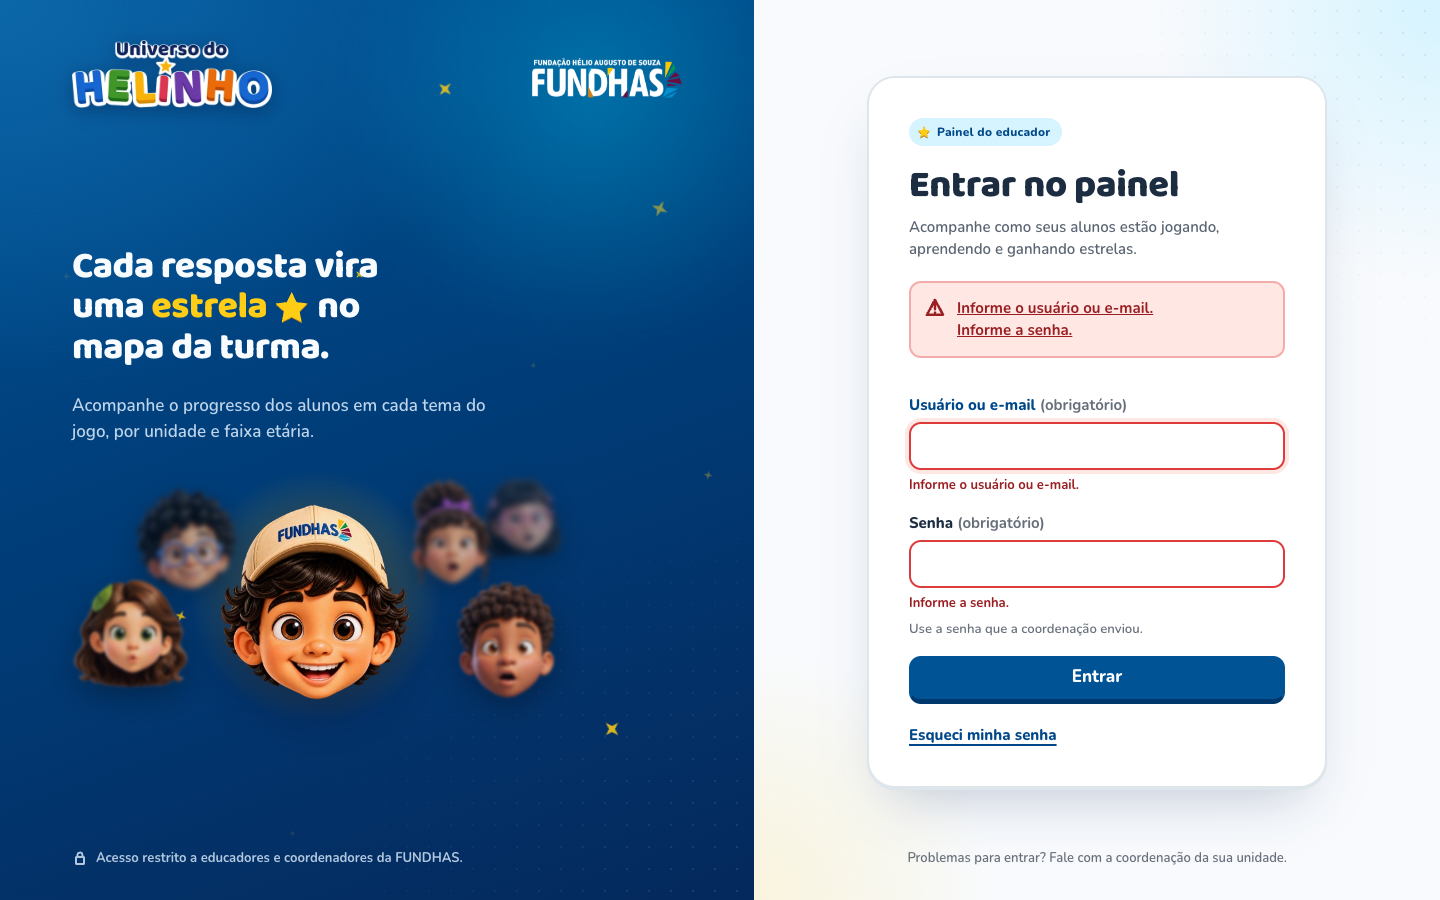 Universo do
HELINHO
FUNDAÇÃO HÉLIO AUGUSTO DE SOUZA
FUNDHAS
Cada resposta vira
uma estrela no
mapa da turma.
Acompanhe o progresso dos alunos em cada tema do
jogo, por unidade e faixa etária.
FUNDHAS
Acesso restrito a educadores e coordenadores da FUNDHAS.
Painel do educador
Entrar no painel
Acompanhe como seus alunos estão jogando,
aprendendo e ganhando estrelas.
Informe o usuário ou e-mail.
Informe a senha.
Usuário ou e-mail (obrigatório)
Informe o usuário ou e-mail.
Senha (obrigatório)
Informe a senha.
Use a senha que a coordenação enviou.
Entrar
Esqueci minha senha
Problemas para entrar? Fale com a coordenação da sua unidade.